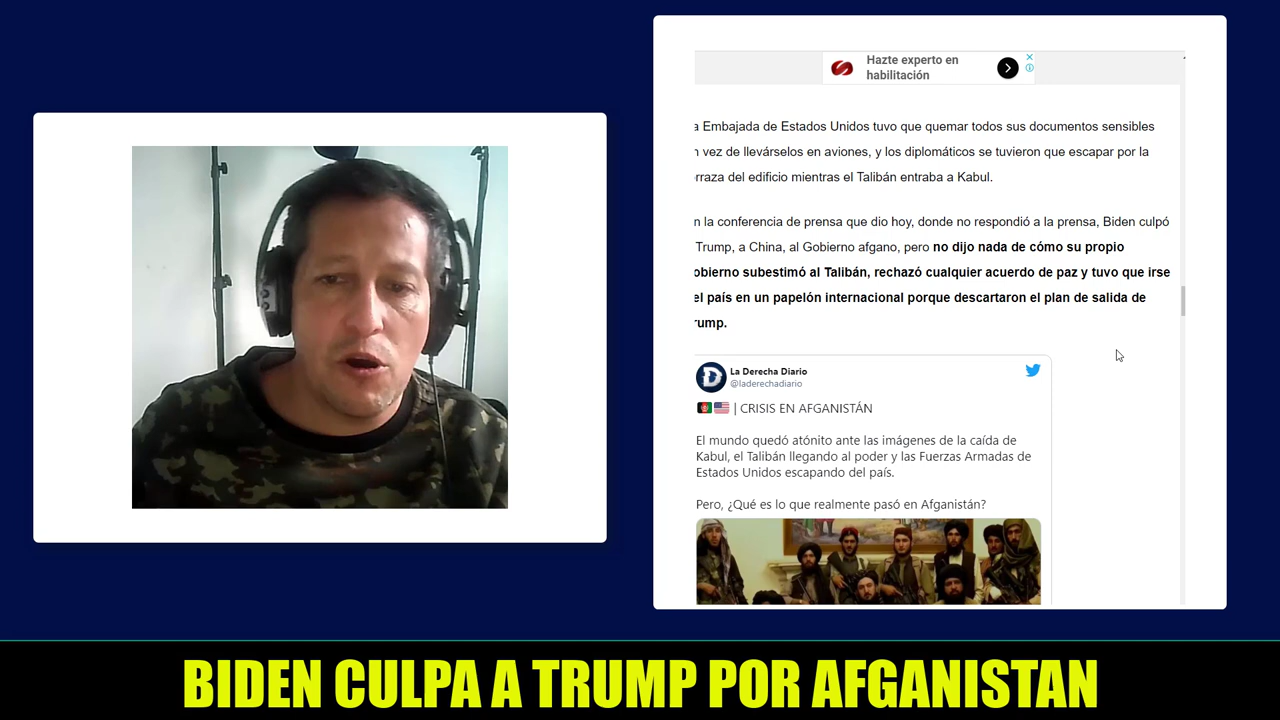 Hazte experto en
habilitación
a Embajada de Estados Unidos tuvo que quemar todos sus documentos sensibles
n vez de llevárselos en aviones, y los diplomáticos se tuvieron que escapar por la
rraza del edificio mientras el Talibán entraba a Kabul.
n la conferencia de prensa que dio hoy, donde no respondió a la prensa, Biden culpó
Trump, a China, al Gobierno afgano, pero no dijo nada de cómo su propio
obierno subestimó al Talibán, rechazó cualquier acuerdo de paz y tuvo que irse
el país en un papelón internacional porque descartaron el plan de salida de
rump.
La Derecha Diario
@laderechadiario
| CRISIS EN AFGANISTÁN
El mundo quedó atónito ante las imágenes de la caída de
Kabul, el Talibán llegando al poder y las Fuerzas Armadas de
Estados Unidos escapando del país.
Pero, ¿Qué es lo que realmente pasó en Afganistán?
BIDEN CULPA A TRUMP POR AFGANISTAN